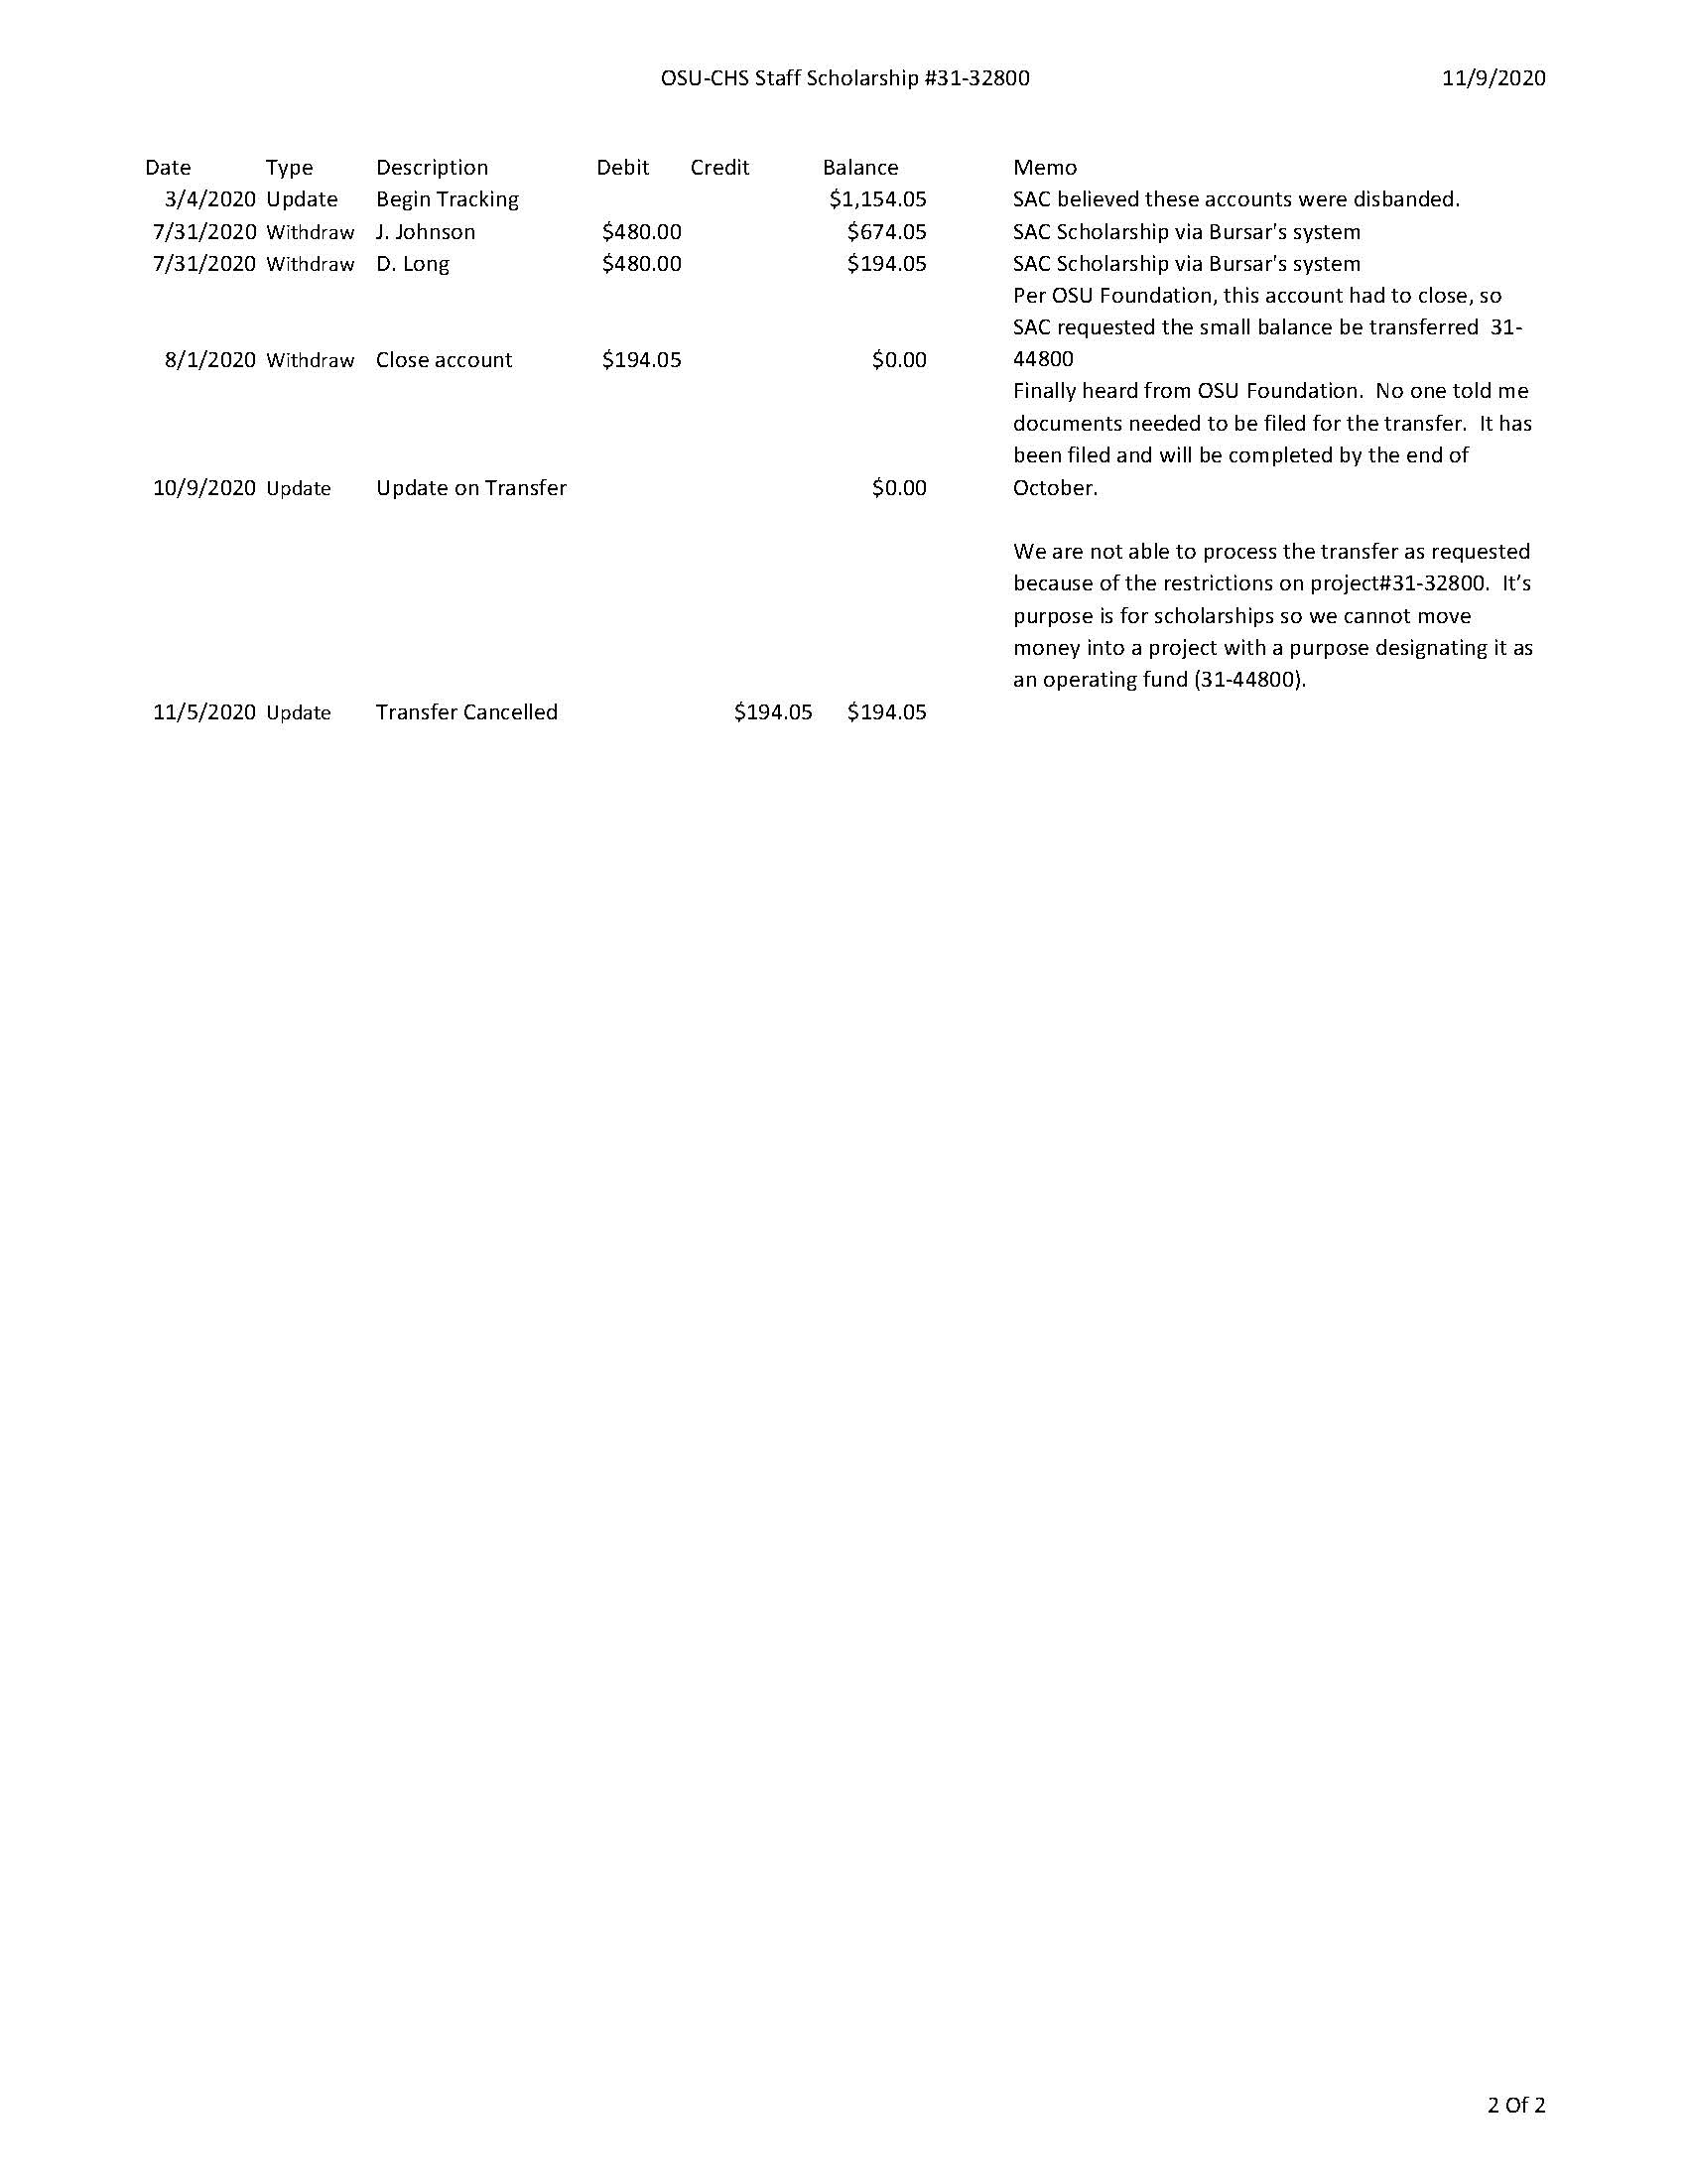 OSU-CHS Staff Scholarship #31-32800 11/9/2020
Date Type Description Debit Credit Balance Memo
3/4/2020 Update Begin Tracking $1,154.05 SAC believed these accounts were disbanded.
7/31/2020 Withdraw J. Johnson $480.00 $674.05 SAC Scholarship via Bursar's system
7/31/2020 Withdraw D. Long $480.00 $194.05 SAC Scholarship via Bursar's system
Per OSU Foundation, this account had to close, so
SAC requested the small balance be transferred 31-
8/1/2020 Withdraw Close account $194.05 $0.00 44800
Finally heard from OSU Foundation. No one told me
documents needed to be filed for the transfer. It has
been filed and will be completed by the end of
10/9/2020 Update Update on Transfer $0.00 October.
We are not able to process the transfer as requested
because of the restrictions on project#31-32800. It’s
purpose is for scholarships so we cannot move
money into a project with a purpose designating it as
an operating fund (31-44800).
11/5/2020 Update Transfer Cancelled $194.05 $194.05
2 Of 2